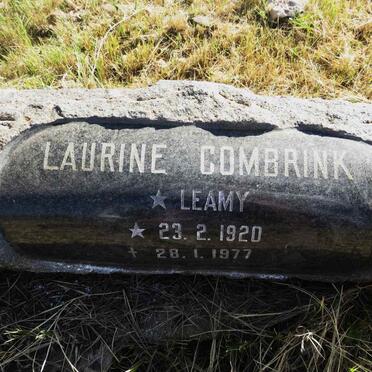 LAURINE COMBRINK
★ LEAMY
★ 23. 2. 1920
✝ 28. 1. 1977